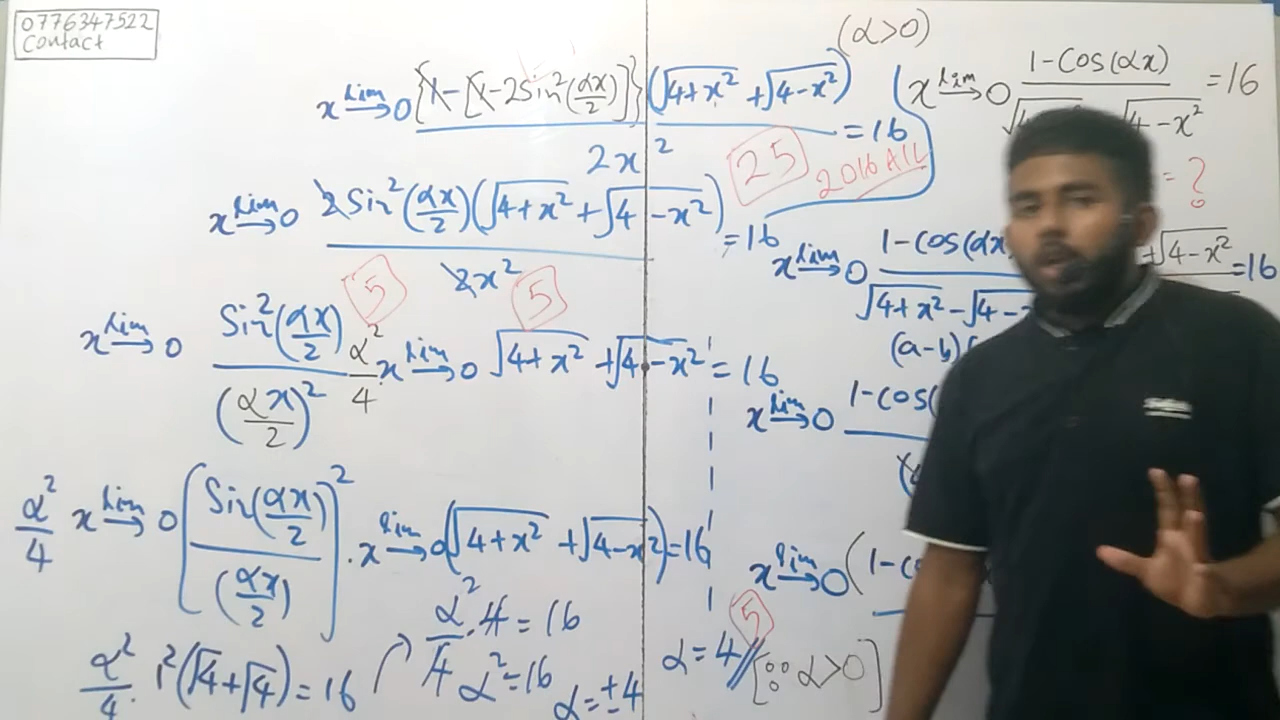 0776347522
Contact
(α>0)
lim x→0 1-Cos(αx) / √4 √4-x² =16
= ?
lim x→0 {1-[1-2Sin²(αx/2)]}(√4+x² +√4-x²) / 2x² =16
25
2016 A/L
lim x→0 2Sin²(αx/2)(√4+x² +√4-x²) / 2x² =16
lim x→0 1-Cos(αx / √4+x² -√4- +√4-x² =16
(a-b)
5 5
lim x→0 Sin²(αx/2) / (αx/2)² α²/4 . lim x→0 √4+x² +√4-x² = 16
lim x→0 1-Cos(
α²/4 lim x→0 [Sin(αx/2) / (αx/2)]² . lim x→0 (√4+x² +√4-x²)=16
lim x→0 (1-Co
α²/4 . 1²(√4+√4)=16
α²/4 . 4 = 16
α²=16
α=±4
5
α=4// [∵ α>0]